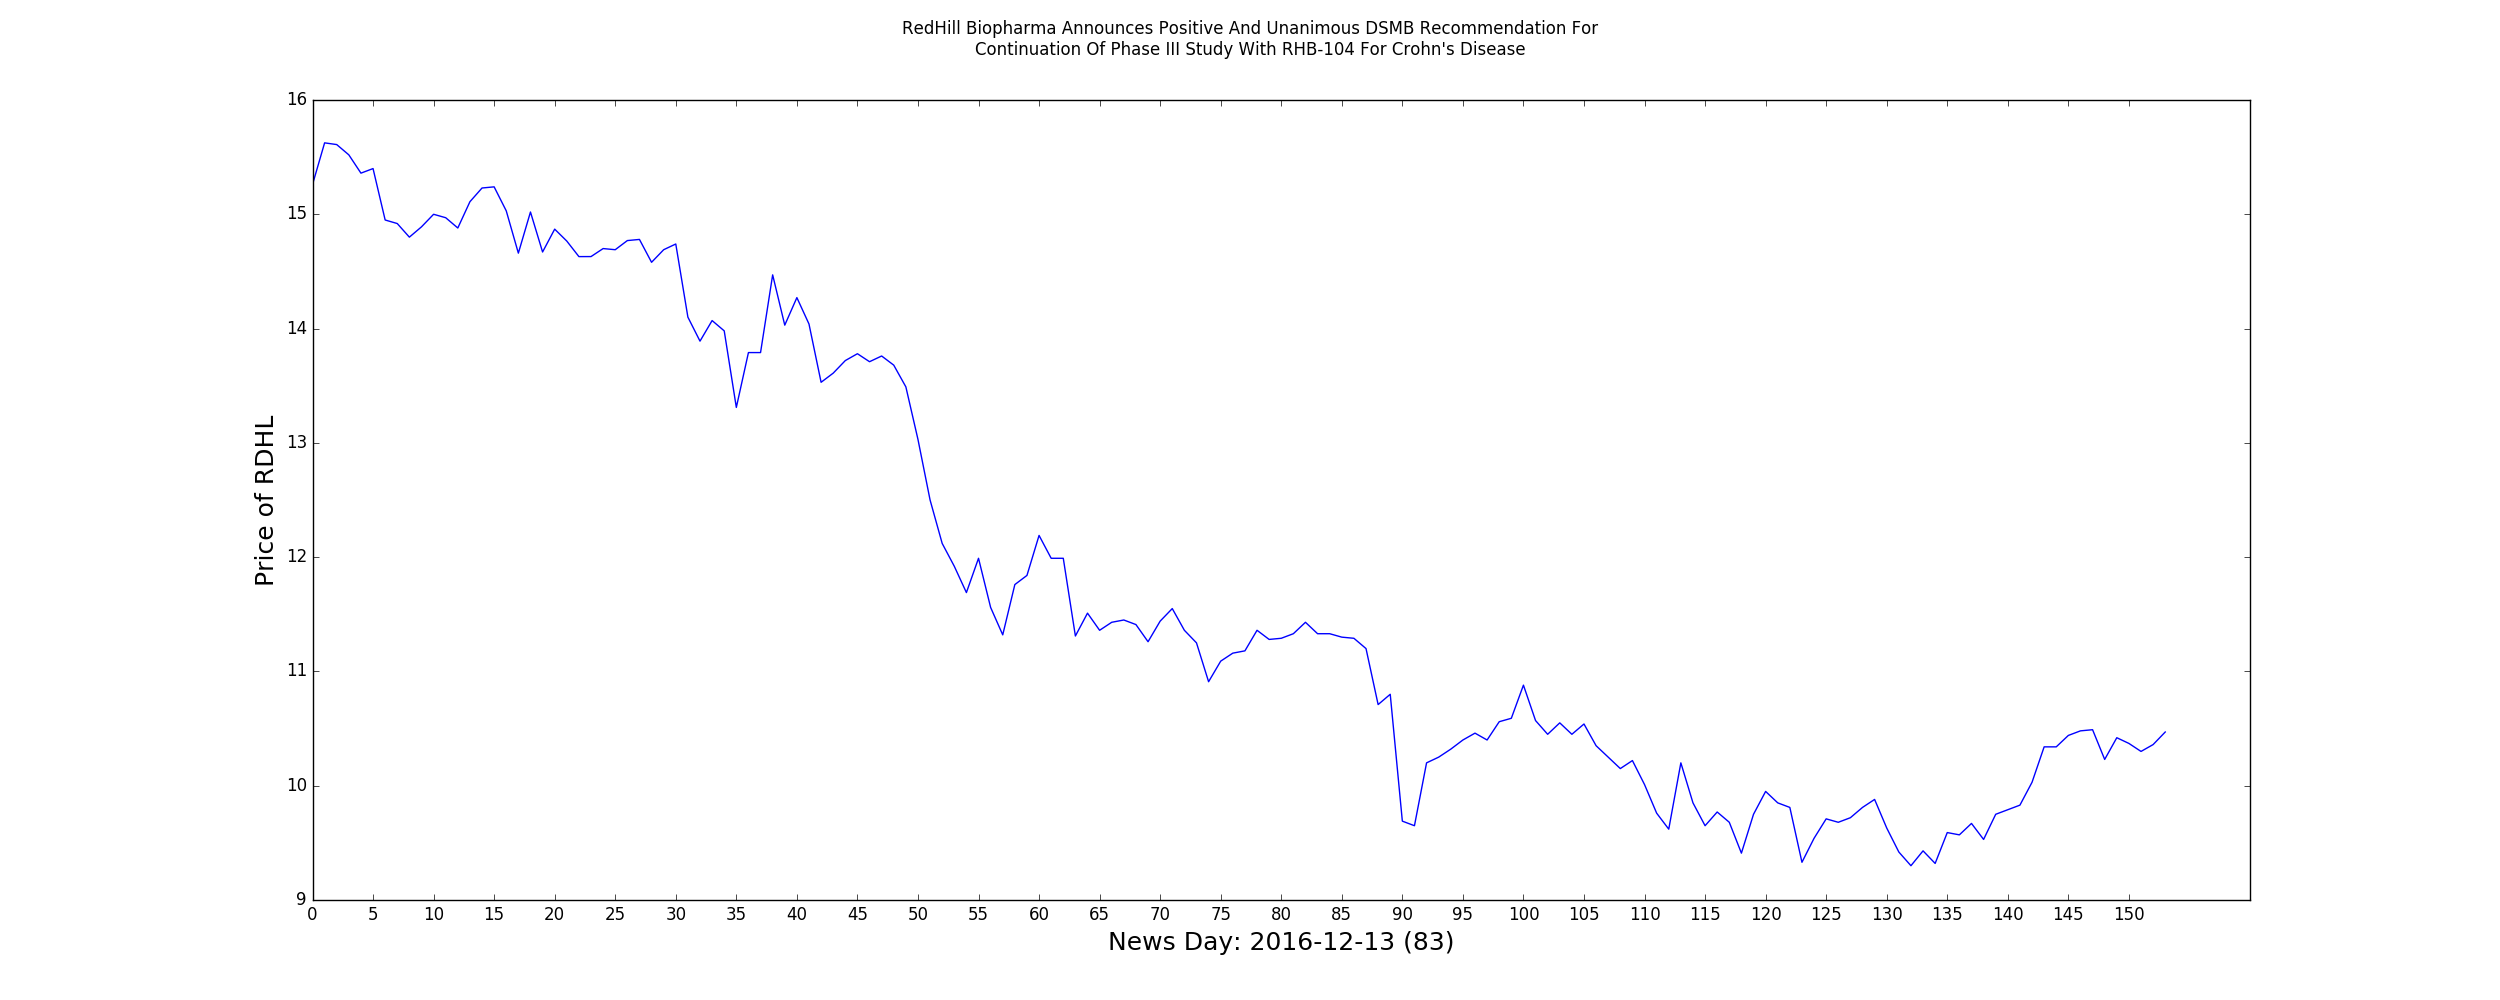 RedHill Biopharma Announces Positive And Unanimous DSMB Recommendation For
Continuation Of Phase III Study With RHB-104 For Crohn's Disease
16
15
14
13
12
11
10
9
Price of RDHL
0 5 10 15 20 25 30 35 40 45 50 55 60 65 70 75 80 85 90 95 100 105 110 115 120 125 130 135 140 145 150
News Day: 2016-12-13 (83)